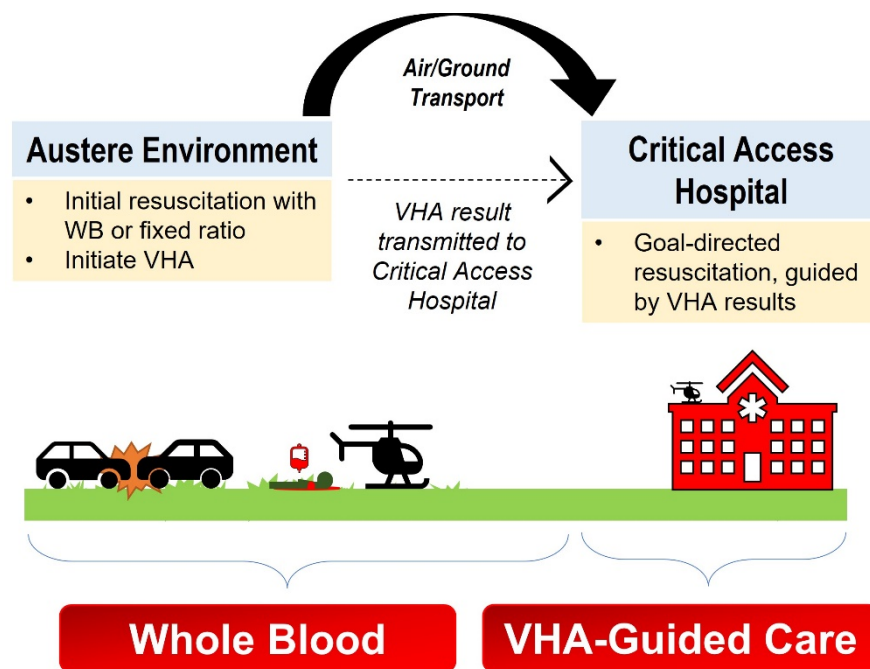 Air/Ground
Transport
Austere Environment
• Initial resuscitation with
WB or fixed ratio
• Initiate VHA
VHA result
transmitted to
Critical Access
Hospital
Critical Access
Hospital
• Goal-directed
resuscitation, guided
by VHA results
Whole Blood
VHA-Guided Care